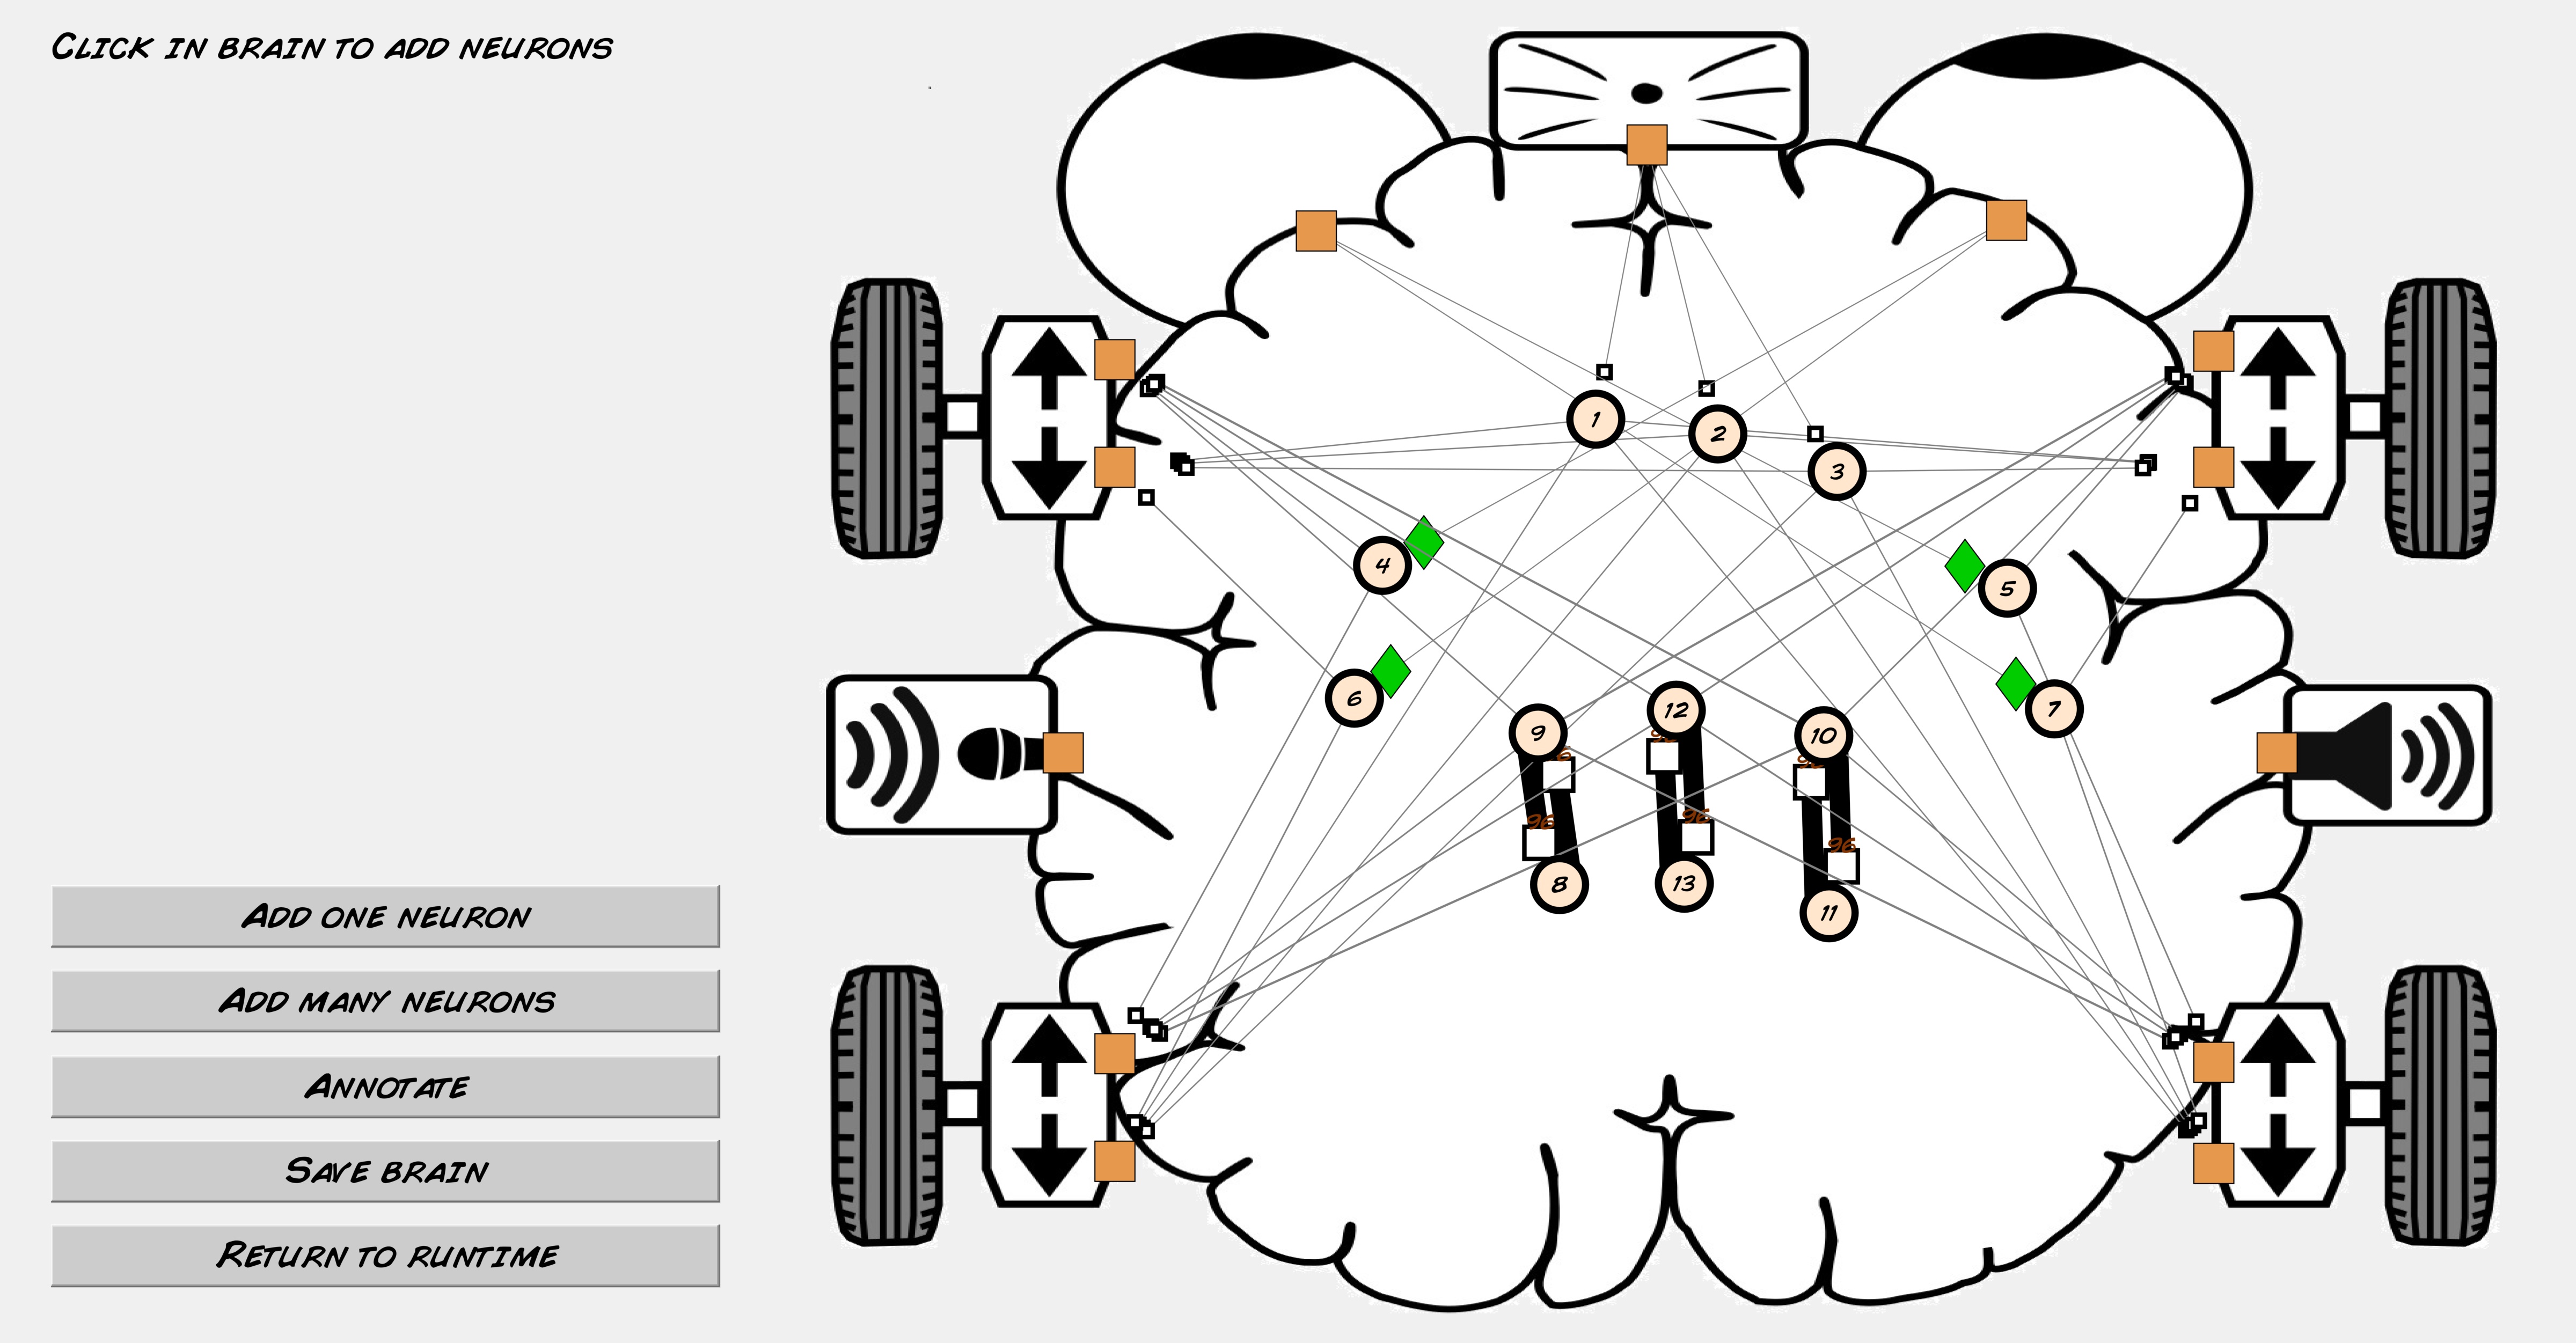 Click in brain to add neurons
1
2
3
4
5
6
7
9
12
10
96
96
96
8
13
11
Add one neuron
Add many neurons
Annotate
Save brain
Return to runtime